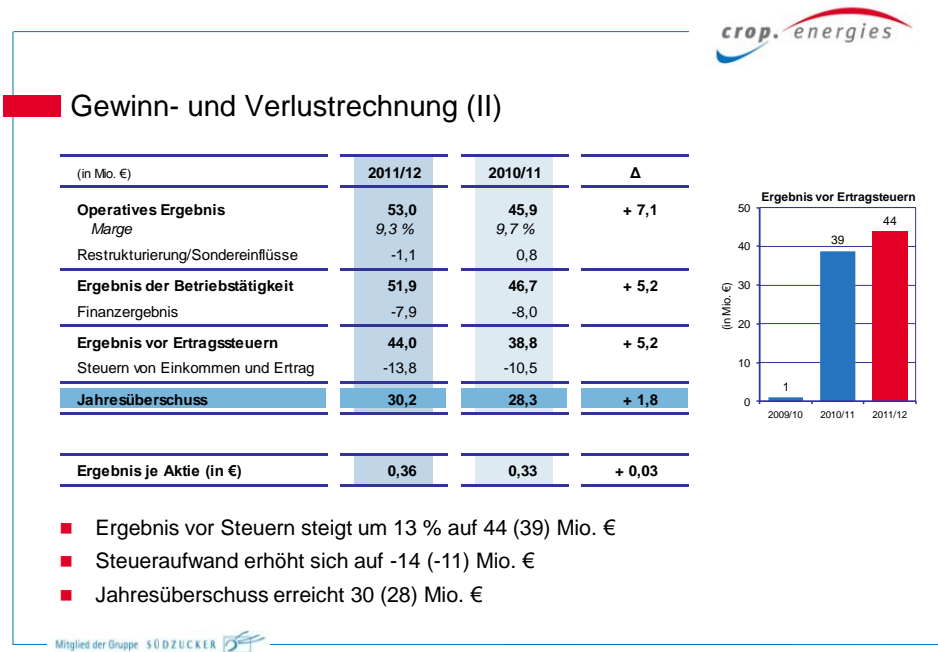 crop. energies
Gewinn- und Verlustrechnung (II)
(in Mio. €) 2011/12 2010/11 Δ
Operatives Ergebnis 53,0 45,9 + 7,1
Marge 9,3 % 9,7 %
Restrukturierung/Sondereinflüsse -1,1 0,8
Ergebnis der Betriebstätigkeit 51,9 46,7 + 5,2
Finanzergebnis -7,9 -8,0
Ergebnis vor Ertragssteuern 44,0 38,8 + 5,2
Steuern von Einkommen und Ertrag -13,8 -10,5
Jahresüberschuss 30,2 28,3 + 1,8
Ergebnis je Aktie (in €) 0,36 0,33 + 0,03
Ergebnis vor Ertragsteuern
(in Mio. €)
50
40
30
20
10
0
1
39
44
2009/10 2010/11 2011/12
Ergebnis vor Steuern steigt um 13 % auf 44 (39) Mio. €
Steueraufwand erhöht sich auf -14 (-11) Mio. €
Jahresüberschuss erreicht 30 (28) Mio. €
Mitglied der Gruppe SÜDZUCKER